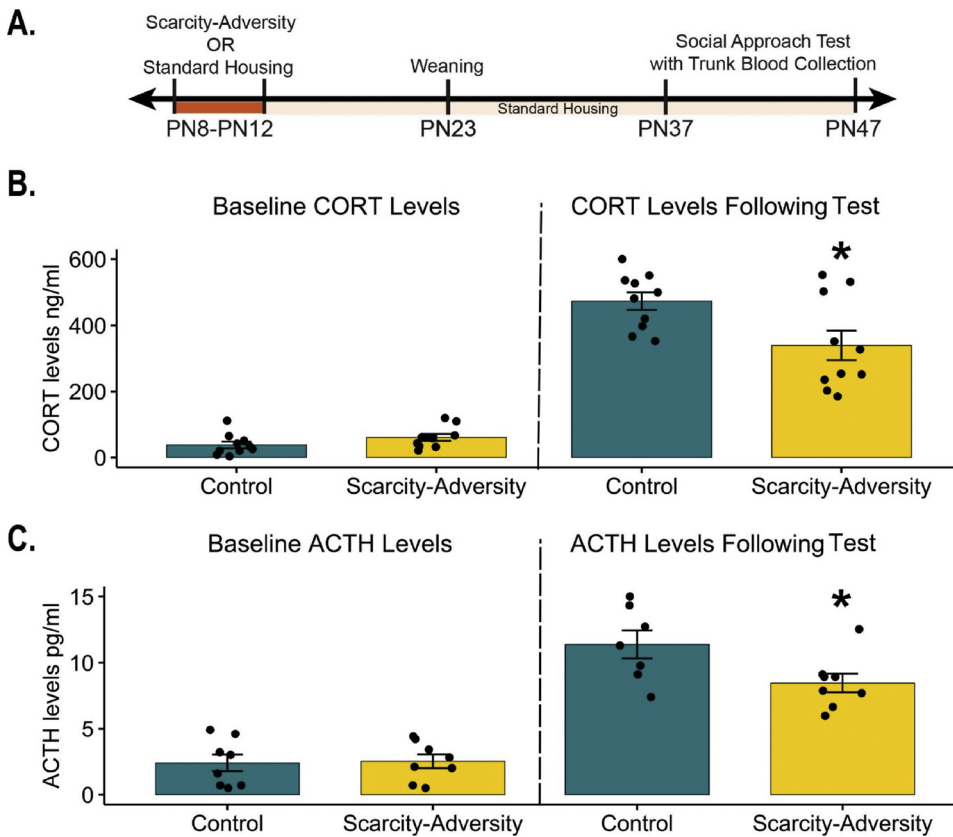 A.
Scarcity-Adversity
OR
Standard Housing
Weaning
Social Approach Test
with Trunk Blood Collection
Standard Housing
PN8-PN12
PN23
PN37
PN47
B.
Baseline CORT Levels
CORT Levels Following Test
CORT levels ng/ml
600
400
200
0
*
Control
Scarcity-Adversity
Control
Scarcity-Adversity
C.
Baseline ACTH Levels
ACTH Levels Following Test
ACTH levels pg/ml
15
10
5
0
*
Control
Scarcity-Adversity
Control
Scarcity-Adversity